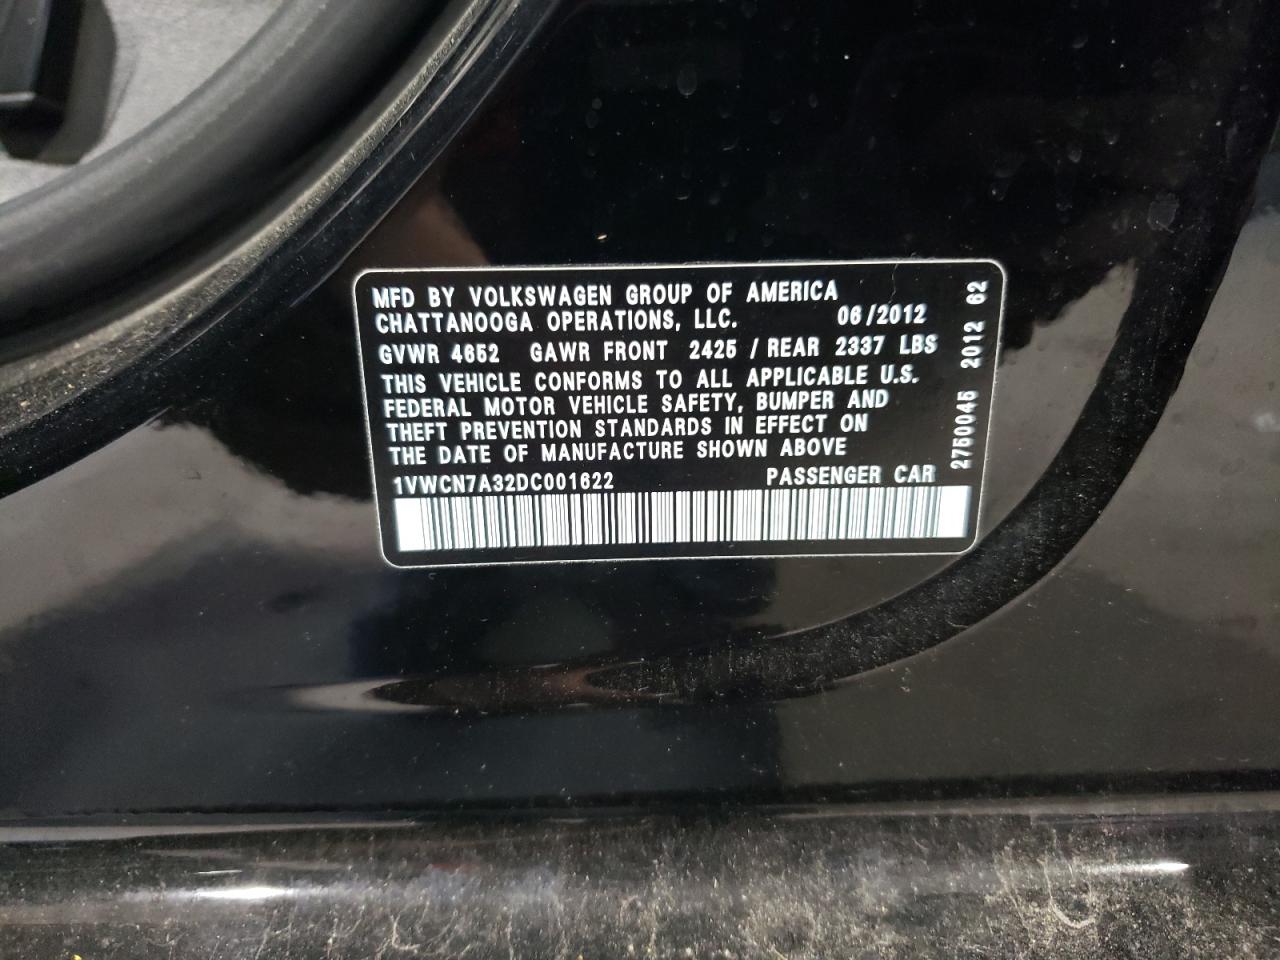 MFD BY VOLKSWAGEN GROUP OF AMERICA
CHATTANOOGA OPERATIONS, LLC. 06/2012
GVWR 4652 GAWR FRONT 2425 / REAR 2337 LBS
THIS VEHICLE CONFORMS TO ALL APPLICABLE U.S.
FEDERAL MOTOR VEHICLE SAFETY, BUMPER AND
THEFT PREVENTION STANDARDS IN EFFECT ON
THE DATE OF MANUFACTURE SHOWN ABOVE
1VWCN7A32DC001622 PASSENGER CAR
2750045 2012 62